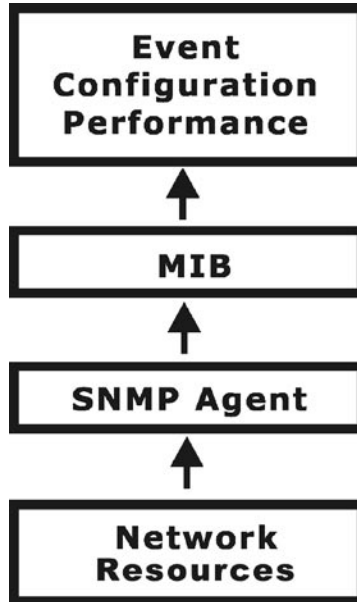 Event
Configuration
Performance
MIB
SNMP Agent
Network
Resources